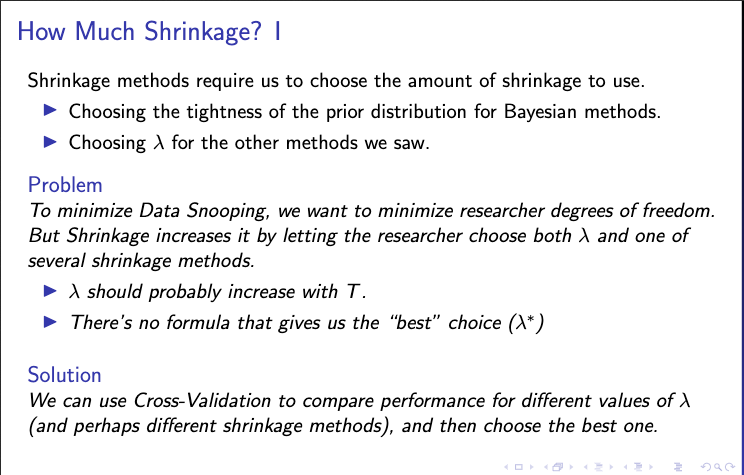 How Much Shrinkage? I
Shrinkage methods require us to choose the amount of shrinkage to use.
▶ Choosing the tightness of the prior distribution for Bayesian methods.
▶ Choosing λ for the other methods we saw.
Problem
To minimize Data Snooping, we want to minimize researcher degrees of freedom.
But Shrinkage increases it by letting the researcher choose both λ and one of
several shrinkage methods.
▶ λ should probably increase with T.
▶ There's no formula that gives us the “best” choice (λ*)
Solution
We can use Cross-Validation to compare performance for different values of λ
(and perhaps different shrinkage methods), and then choose the best one.